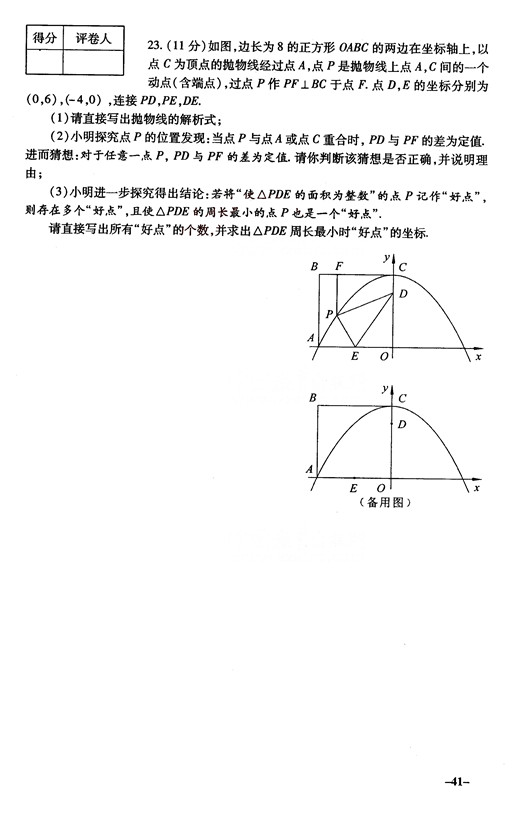 得分 评卷人
23. (11 分)如图,边长为 8 的正方形 OABC 的两边在坐标轴上,以
点 C 为顶点的抛物线经过点 A,点 P 是抛物线上点 A,C 间的一个
动点(含端点),过点 P 作 PF⊥BC 于点 F. 点 D,E 的坐标分别为
(0,6),(-4,0) ,连接 PD,PE,DE.
(1)请直接写出抛物线的解析式;
(2)小明探究点 P 的位置发现:当点 P 与点 A 或点 C 重合时, PD 与 PF 的差为定值.
进而猜想:对于任意一点 P, PD 与 PF 的差为定值. 请你判断该猜想是否正确,并说明理
由;
(3)小明进一步探究得出结论:若将“使△PDE 的面积为整数”的点 P 记作“好点”,
则存在多个“好点”,且使△PDE 的周长最小的点 P 也是一个“好点”.
请直接写出所有“好点”的个数,并求出△PDE 周长最小时“好点”的坐标.
B F y C
D
P
A E O x
B y C
D
A E O x
(备用图)
-41-